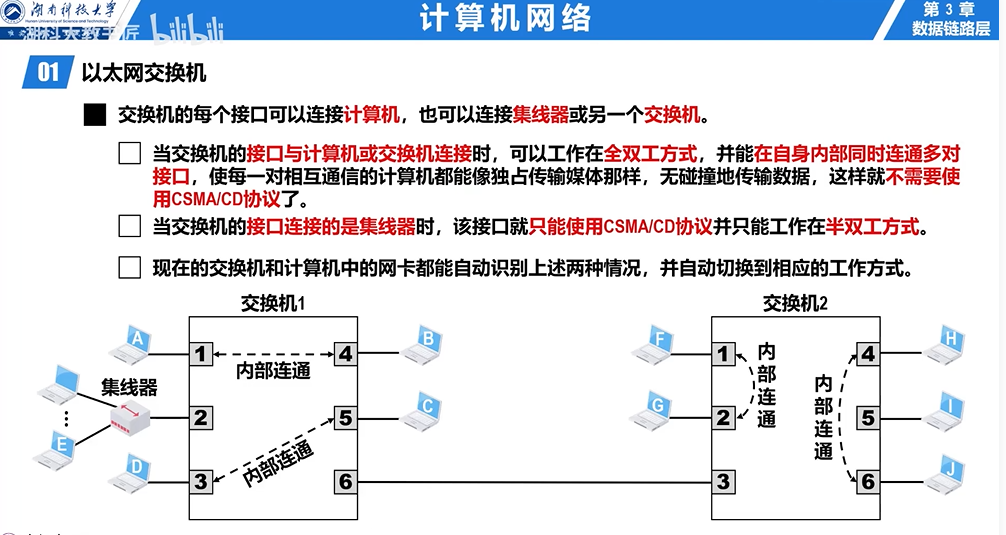 湖南科技大学
Hunan University of Science and Technology
计算机网络
第 3 章
数据链路层
湖科大教书匠 bilibili
01 以太网交换机
交换机的每个接口可以连接计算机，也可以连接集线器或另一个交换机。
当交换机的接口与计算机或交换机连接时，可以工作在全双工方式，并能在自身内部同时连通多对
接口，使每一对相互通信的计算机都能像独占传输媒体那样，无碰撞地传输数据，这样就不需要使
用CSMA/CD协议了。
当交换机的接口连接的是集线器时，该接口就只能使用CSMA/CD协议并只能工作在半双工方式。
现在的交换机和计算机中的网卡都能自动识别上述两种情况，并自动切换到相应的工作方式。
交换机1
A
1
4
B
内部连通
集线器
2
5
C
E
D
3
内部连通
6
交换机2
F
1
内部连通
4
H
G
2
内部连通
5
I
3
6
J